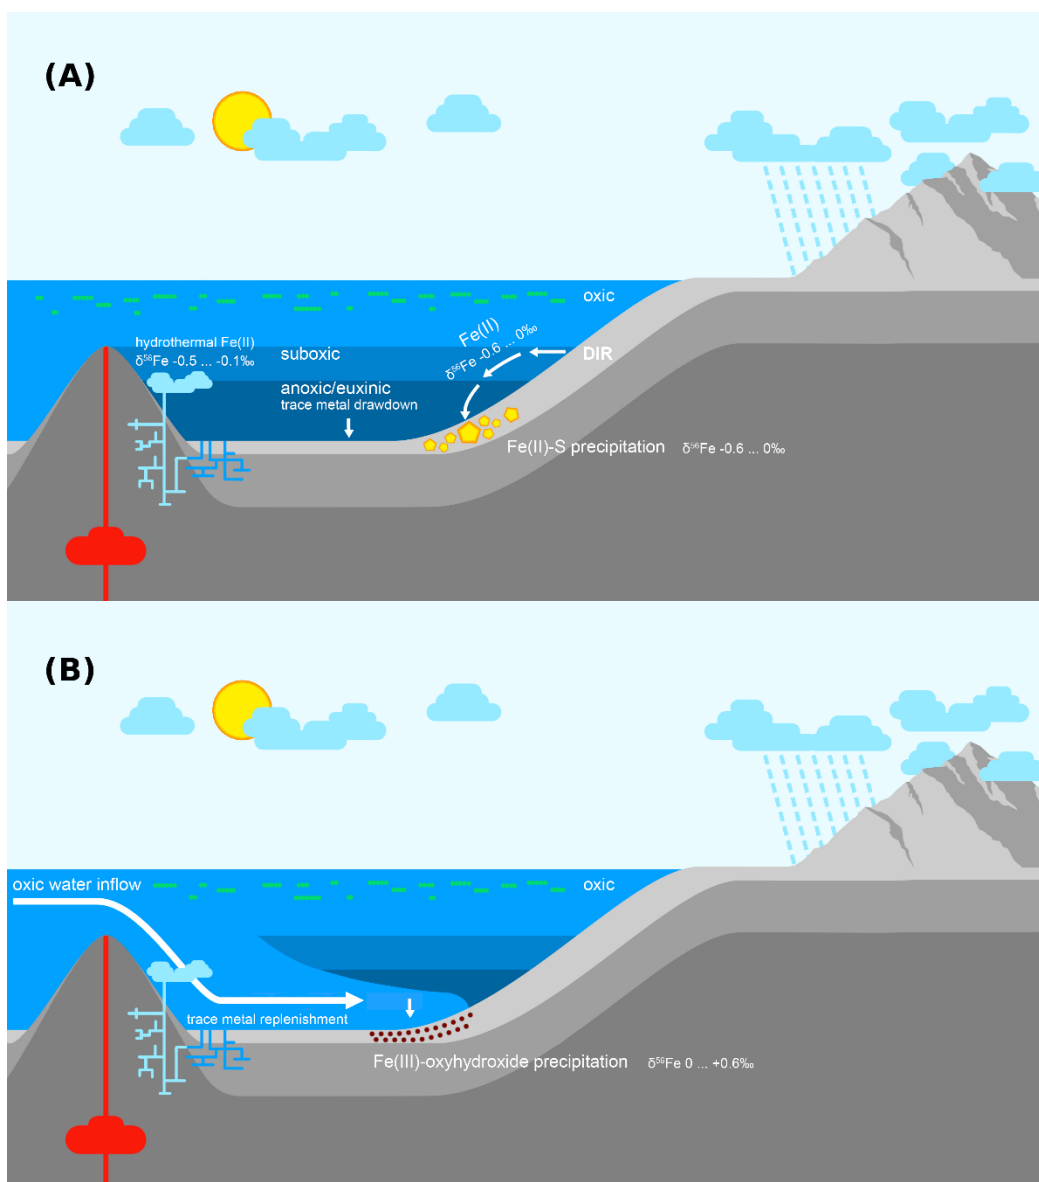 (A)
oxic
hydrothermal Fe(II)
δ⁵⁶Fe -0.5 ... -0.1‰
suboxic
Fe(II)
δ⁵⁶Fe -0.6 ... 0‰
DIR
anoxic/euxinic
trace metal drawdown
Fe(II)-S precipitation δ⁵⁶Fe -0.6 ... 0‰
(B)
oxic water inflow
oxic
trace metal replenishment
Fe(III)-oxyhydroxide precipitation δ⁵⁶Fe 0 ... +0.6‰